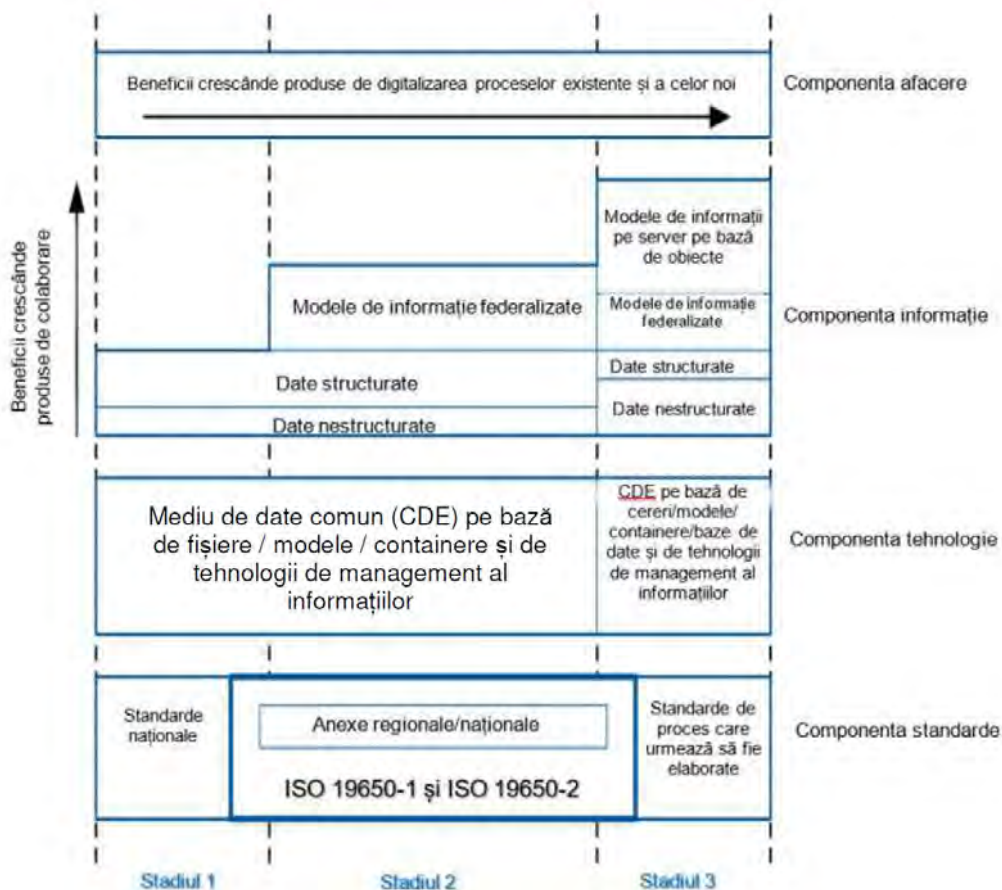 Beneficii crescânde produse de digitalizarea proceselor existente și a celor noi
Componenta afacere
Beneficii crescânde
produse de colaborare
Modele de informații
pe server pe bază
de obiecte
Modele de informație federalizate
Modele de informație
federalizate
Componenta informație
Date structurate
Date structurate
Date nestructurate
Date nestructurate
Mediu de date comun (CDE) pe bază
de fișiere / modele / containere și de
tehnologii de management al
informațiilor
CDE pe bază de
cereri/modele/
containere/baze de
date și de tehnologii
de management al
informațiilor
Componenta tehnologie
Standarde
naționale
Anexe regionale/naționale
ISO 19650-1 și ISO 19650-2
Standarde de
proces care
urmează să fie
elaborate
Componenta standarde
Stadiul 1
Stadiul 2
Stadiul 3